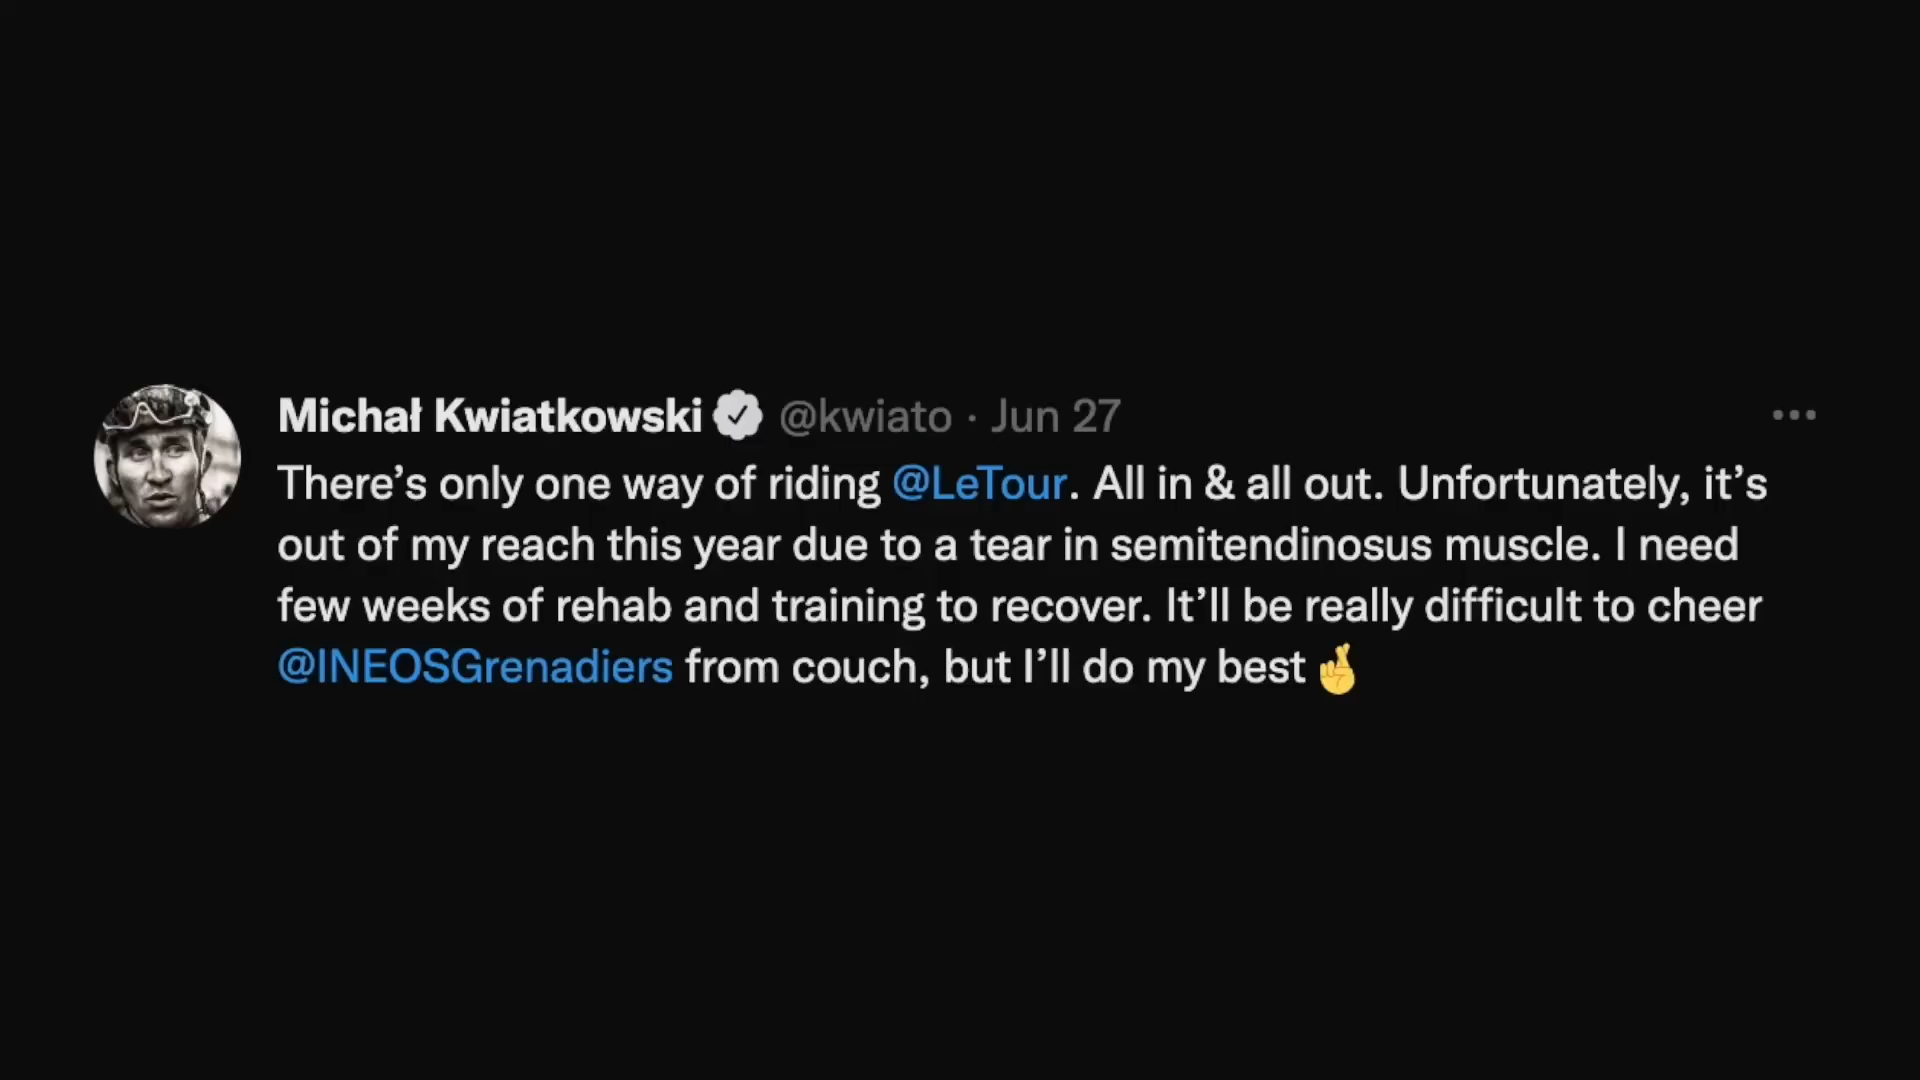 Michał Kwiatkowski @kwiato · Jun 27
There’s only one way of riding @LeTour. All in & all out. Unfortunately, it’s
out of my reach this year due to a tear in semitendinosus muscle. I need
few weeks of rehab and training to recover. It’ll be really difficult to cheer
@INEOSGrenadiers from couch, but I’ll do my best 🤞